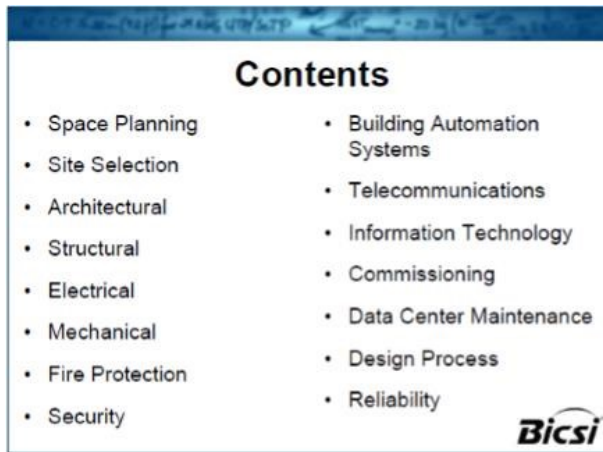 Contents
• Space Planning
• Site Selection
• Architectural
• Structural
• Electrical
• Mechanical
• Fire Protection
• Security
• Building Automation
Systems
• Telecommunications
• Information Technology
• Commissioning
• Data Center Maintenance
• Design Process
• Reliability
Bicsi